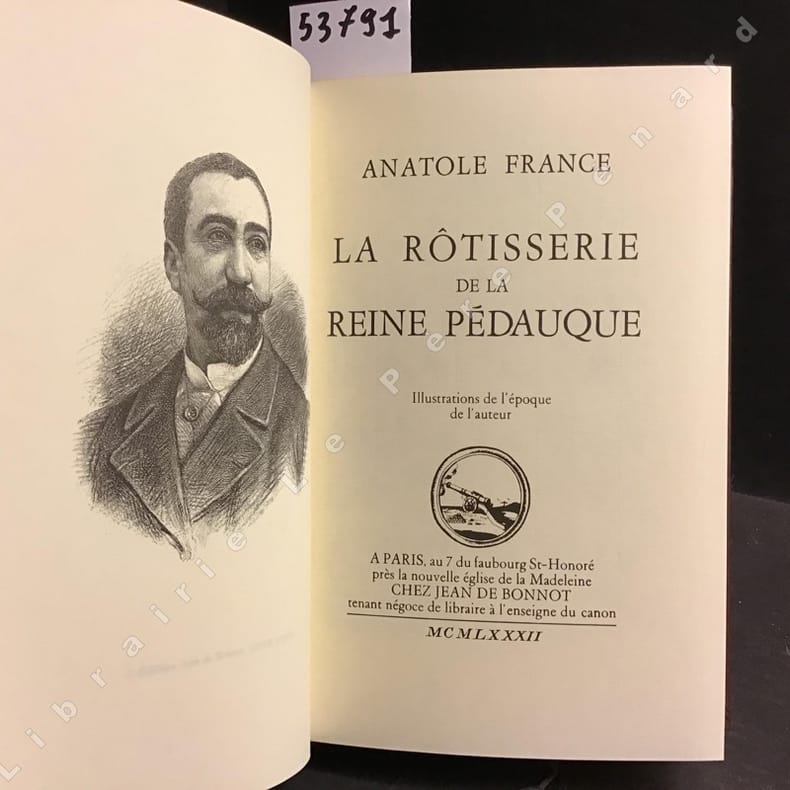 53791
ANATOLE FRANCE
LA RÔTISSERIE
DE LA
REINE PÉDAUQUE
Illustrations de l'époque
de l'auteur
A PARIS, au 7 du faubourg St-Honoré
près la nouvelle église de la Madeleine
CHEZ JEAN DE BONNOT
tenant négoce de libraire à l'enseigne du canon
MCMLXXXII
Librairie Le Pere Penard